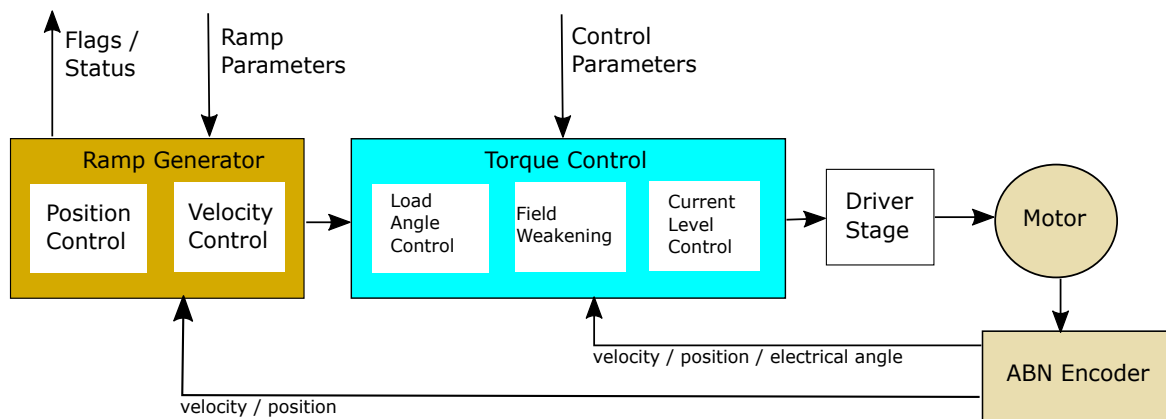 Flags /
Status
Ramp
Parameters
Control
Parameters
Ramp Generator
Position
Control
Velocity
Control
Torque Control
Load
Angle
Control
Field
Weakening
Current
Level
Control
Driver
Stage
Motor
velocity / position / electrical angle
ABN Encoder
velocity / position